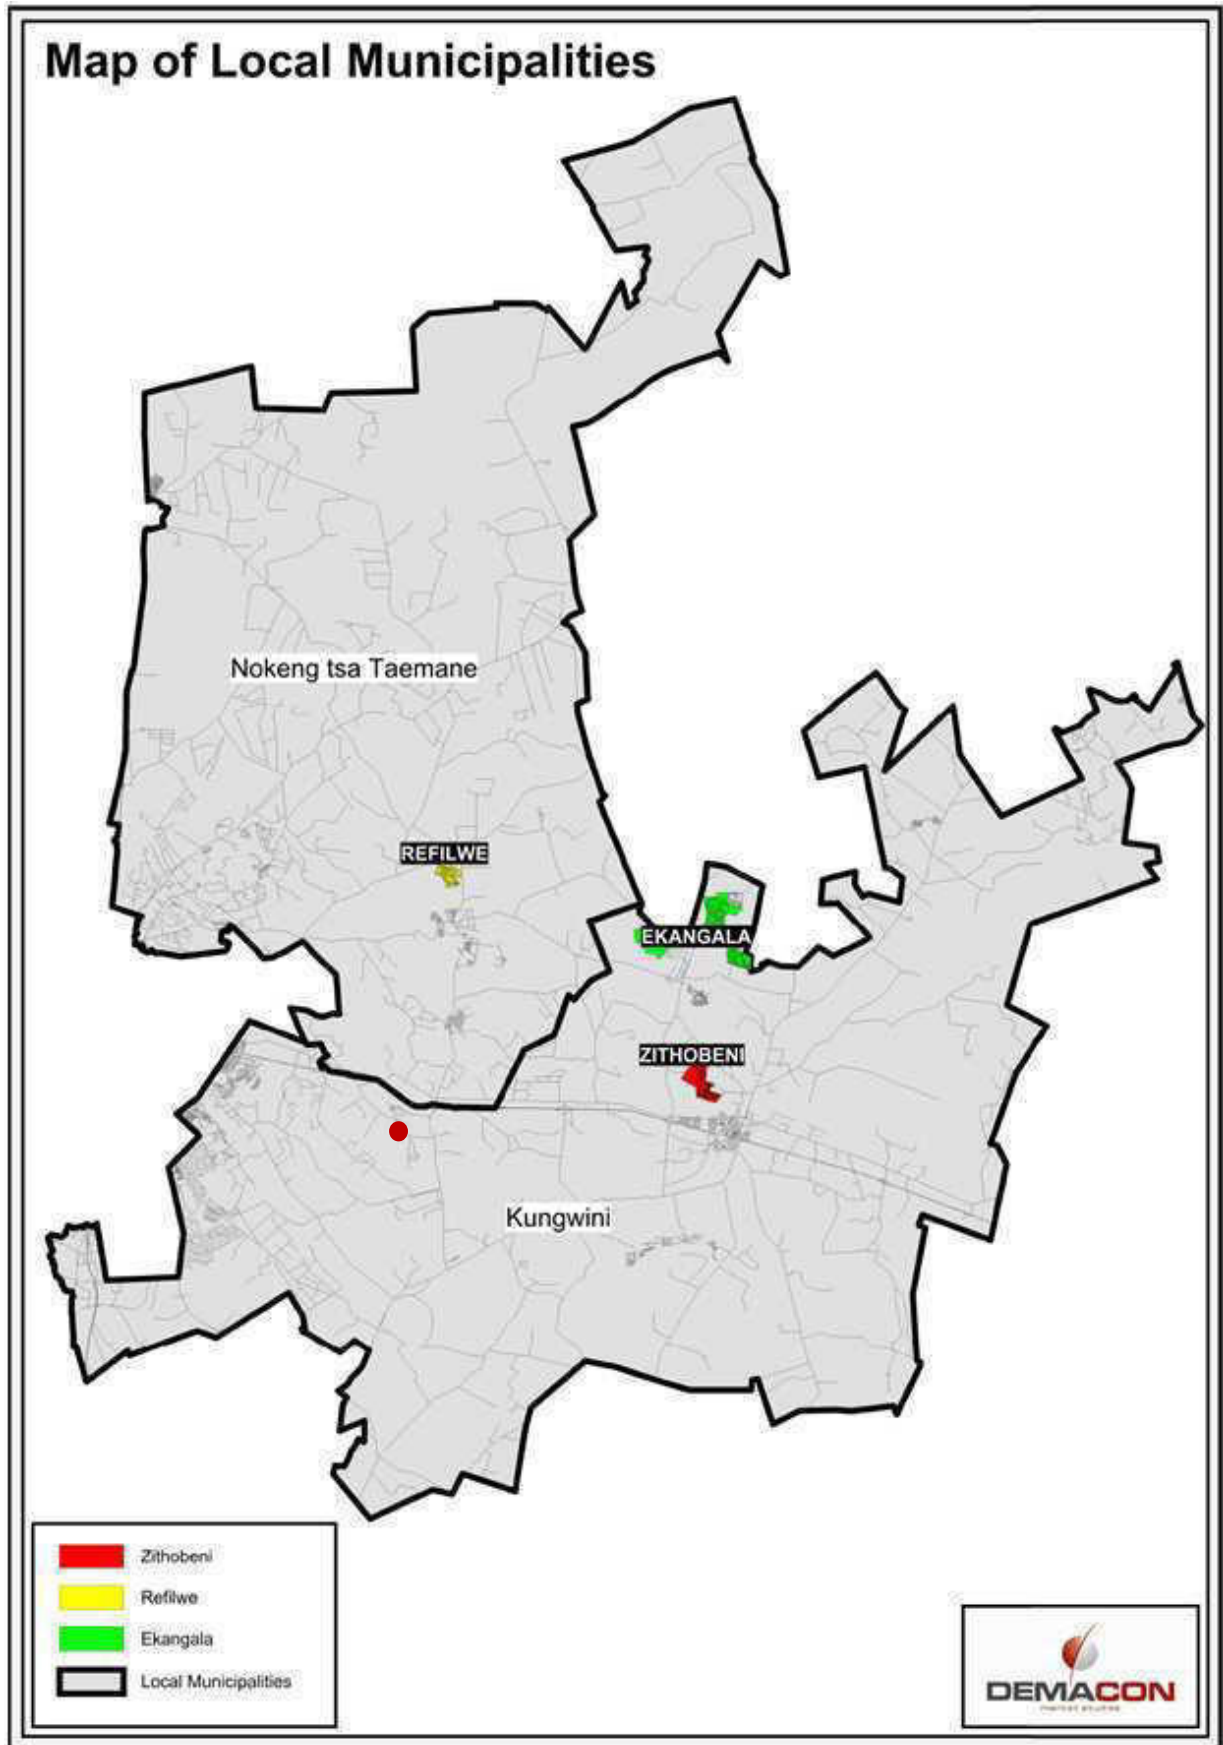 Map of Local Municipalities
Nokeng tsa Taemane
REFILWE
EKANGALA
ZITHOBENI
Kungwini
Zithobeni
Refilwe
Ekangala
Local Municipalities
DEMACON